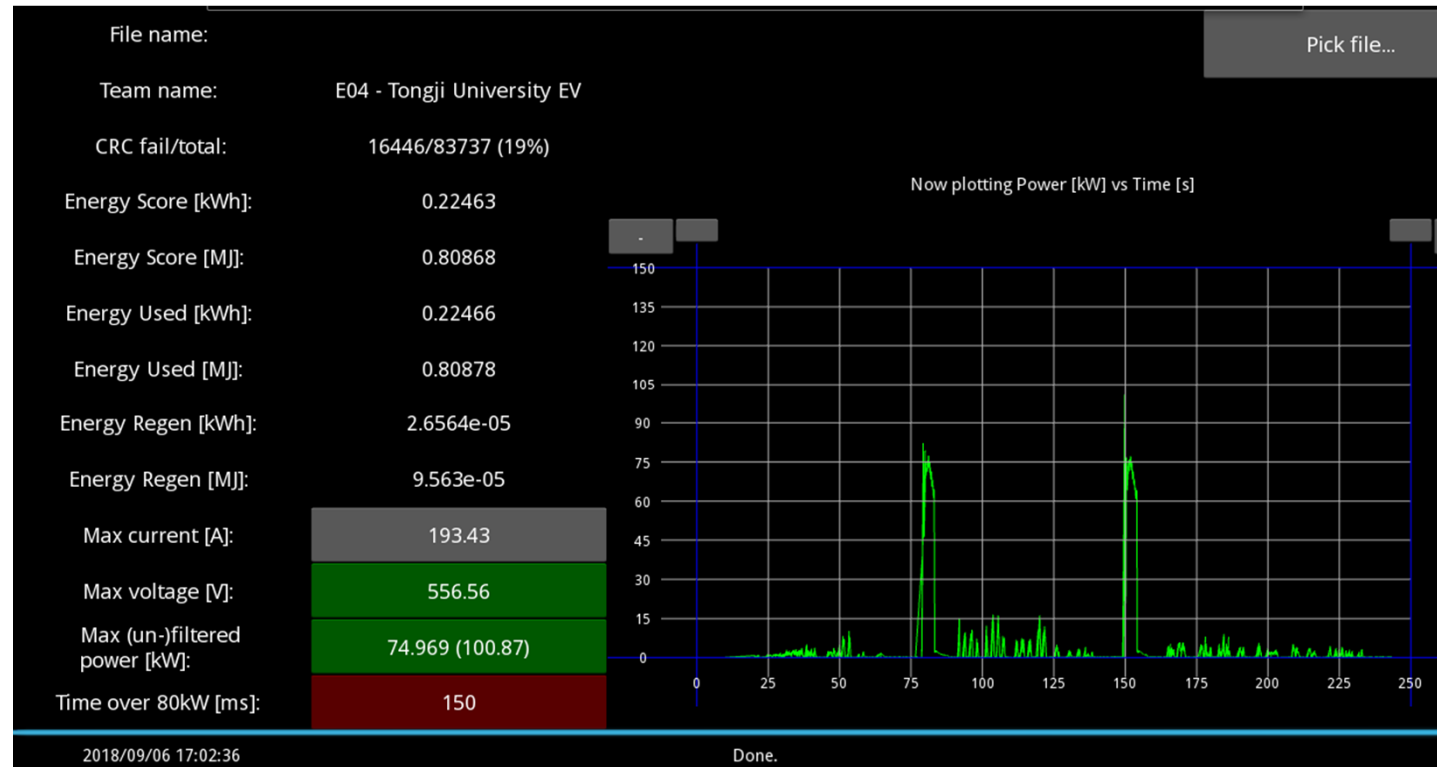 File name:
Pick file...
Team name: E04 - Tongji University EV
CRC fail/total: 16446/83737 (19%)
Energy Score [kWh]: 0.22463
Energy Score [MJ]: 0.80868
Energy Used [kWh]: 0.22466
Energy Used [MJ]: 0.80878
Energy Regen [kWh]: 2.6564e-05
Energy Regen [MJ]: 9.563e-05
Max current [A]: 193.43
Max voltage [V]: 556.56
Max (un-)filtered
power [kW]: 74.969 (100.87)
Time over 80kW [ms]: 150
Now plotting Power [kW] vs Time [s]
-
150
135
120
105
90
75
60
45
30
15
0
0 25 50 75 100 125 150 175 200 225 250
2018/09/06 17:02:36
Done.